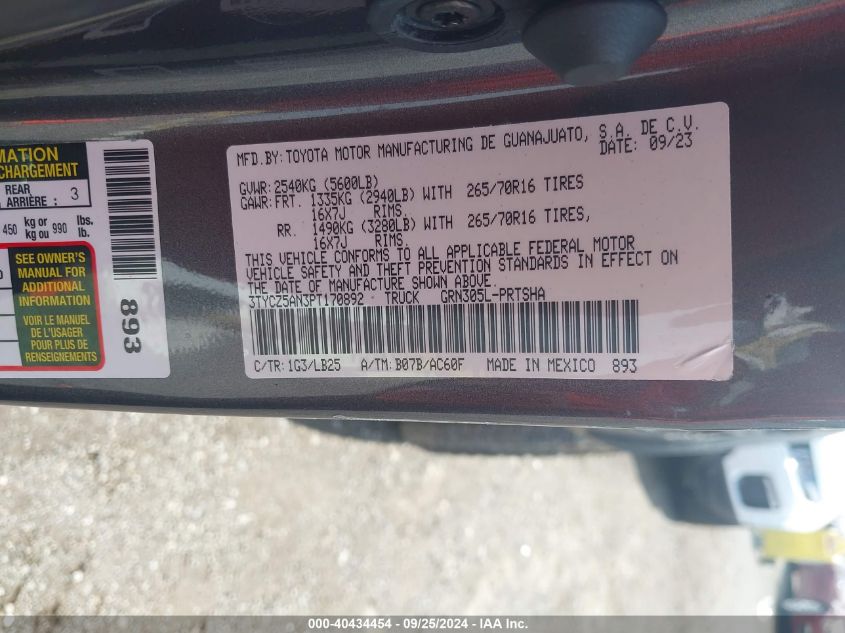 MATION
CHARGEMENT
REAR
ARRIÈRE : 3
450 kg or 990 lbs.
kg ou lb.
SEE OWNER'S
MANUAL FOR
ADDITIONAL
INFORMATION
VOIR LE MANUEL
DE L'USAGER
POUR PLUS DE
RENSEIGNEMENTS
893
MFD.BY:TOYOTA MOTOR MANUFACTURING DE GUANAJUATO, S.A. DE C.V.
DATE: 09/23
GVWR:2540KG (5600LB)
GAWR:FRT. 1335KG (2940LB) WITH 265/70R16 TIRES
16X7J RIMS,
RR. 1490KG (3280LB) WITH 265/70R16 TIRES,
16X7J RIMS.
THIS VEHICLE CONFORMS TO ALL APPLICABLE FEDERAL MOTOR
VEHICLE SAFETY AND THEFT PREVENTION STANDARDS IN EFFECT ON
THE DATE OF MANUFACTURE SHOWN ABOVE.
3TYCZ5AN3PT170892 TRUCK GRN305L-PRTSHA
C/TR:1G3/LB25 A/TM:B07B/AC60F MADE IN MEXICO 893
000-40434454 - 09/25/2024 - IAA Inc.